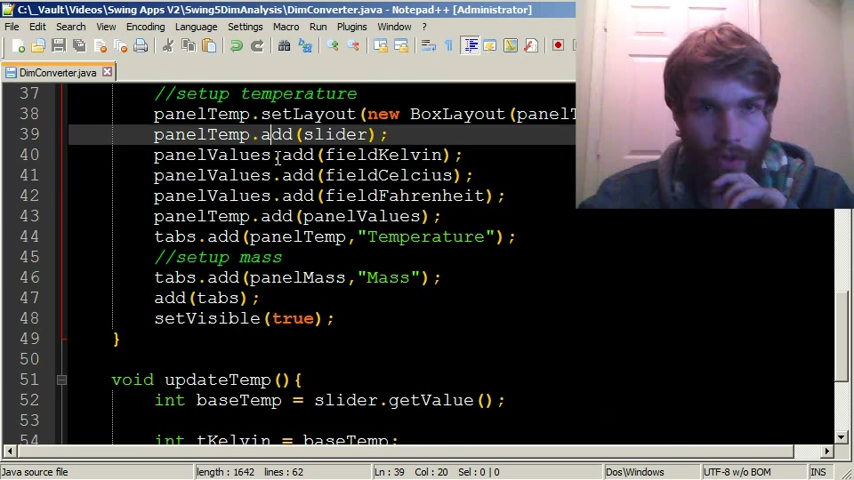 C:\_Vault\Videos\Swing Apps V2\Swing5DimAnalysis\DimConverter.java - Notepad++ [Administrator]
File Edit Search View Encoding Language Settings Macro Run TextFX Plugins Window ?
DimConverter.java
37 //setup temperature
38 panelTemp.setLayout(new BoxLayout(panelT
39 panelTemp.add(slider);
40 panelValues.add(fieldKelvin);
41 panelValues.add(fieldCelcius);
42 panelValues.add(fieldFahrenheit);
43 panelTemp.add(panelValues);
44 tabs.add(panelTemp,"Temperature");
45 //setup mass
46 tabs.add(panelMass,"Mass");
47 add(tabs);
48 setVisible(true);
49 }
50
51 void updateTemp(){
52 int baseTemp = slider.getValue();
53
54 int tKelvin = baseTemp;
Java source file length : 1642 lines : 62 Ln : 39 Col : 20 Sel : 0 | 0 Dos\Windows UTF-8 w/o BOM INS